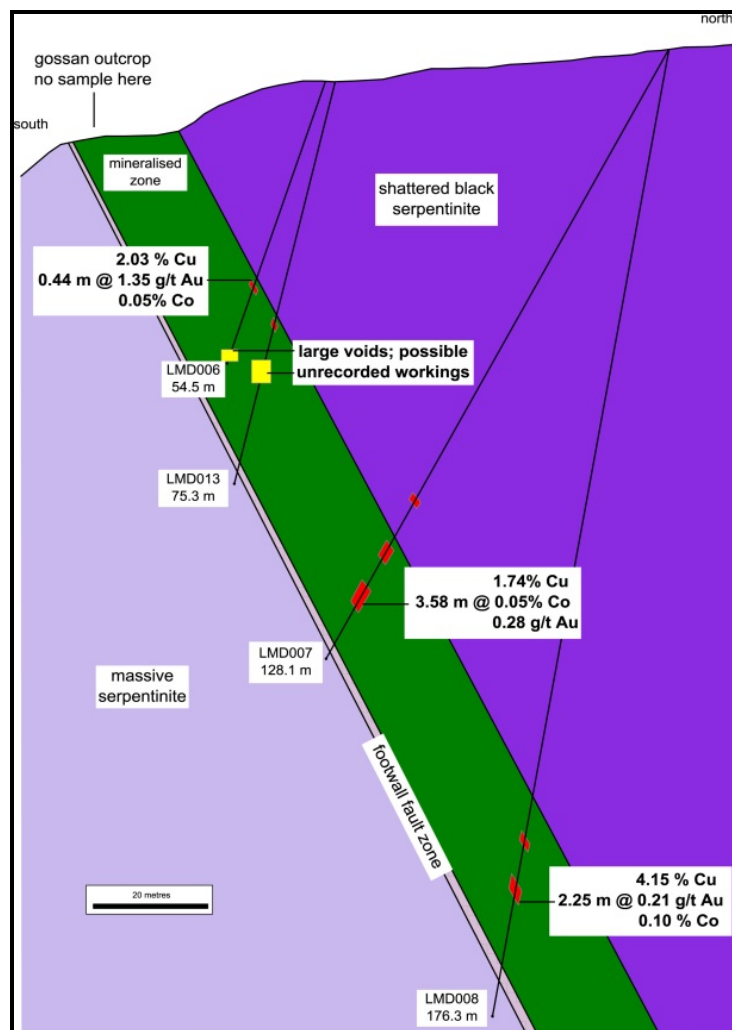 north
gossan outcrop
no sample here
south
mineralised
zone
shattered black
serpentinite
2.03 % Cu
0.44 m @ 1.35 g/t Au
0.05% Co
large voids; possible
unrecorded workings
LMD006
54.5 m
LMD013
75.3 m
1.74% Cu
3.58 m @ 0.05% Co
0.28 g/t Au
LMD007
128.1 m
massive
serpentinite
footwall fault zone
20 metres
4.15 % Cu
2.25 m @ 0.21 g/t Au
0.10 % Co
LMD008
176.3 m